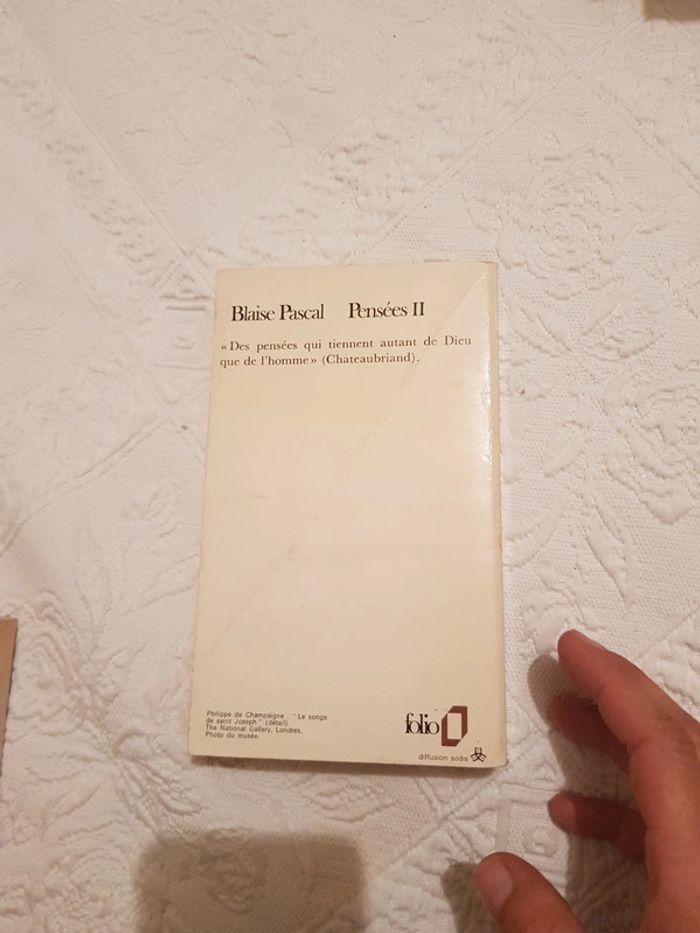 Blaise Pascal Pensées II
« Des pensées qui tiennent autant de Dieu
que de l'homme » (Chateaubriand).
Philippe de Champaigne : "Le songe
de saint Joseph" (détail).
The National Gallery, Londres.
Photo du musée.
folio
diffusion sodis